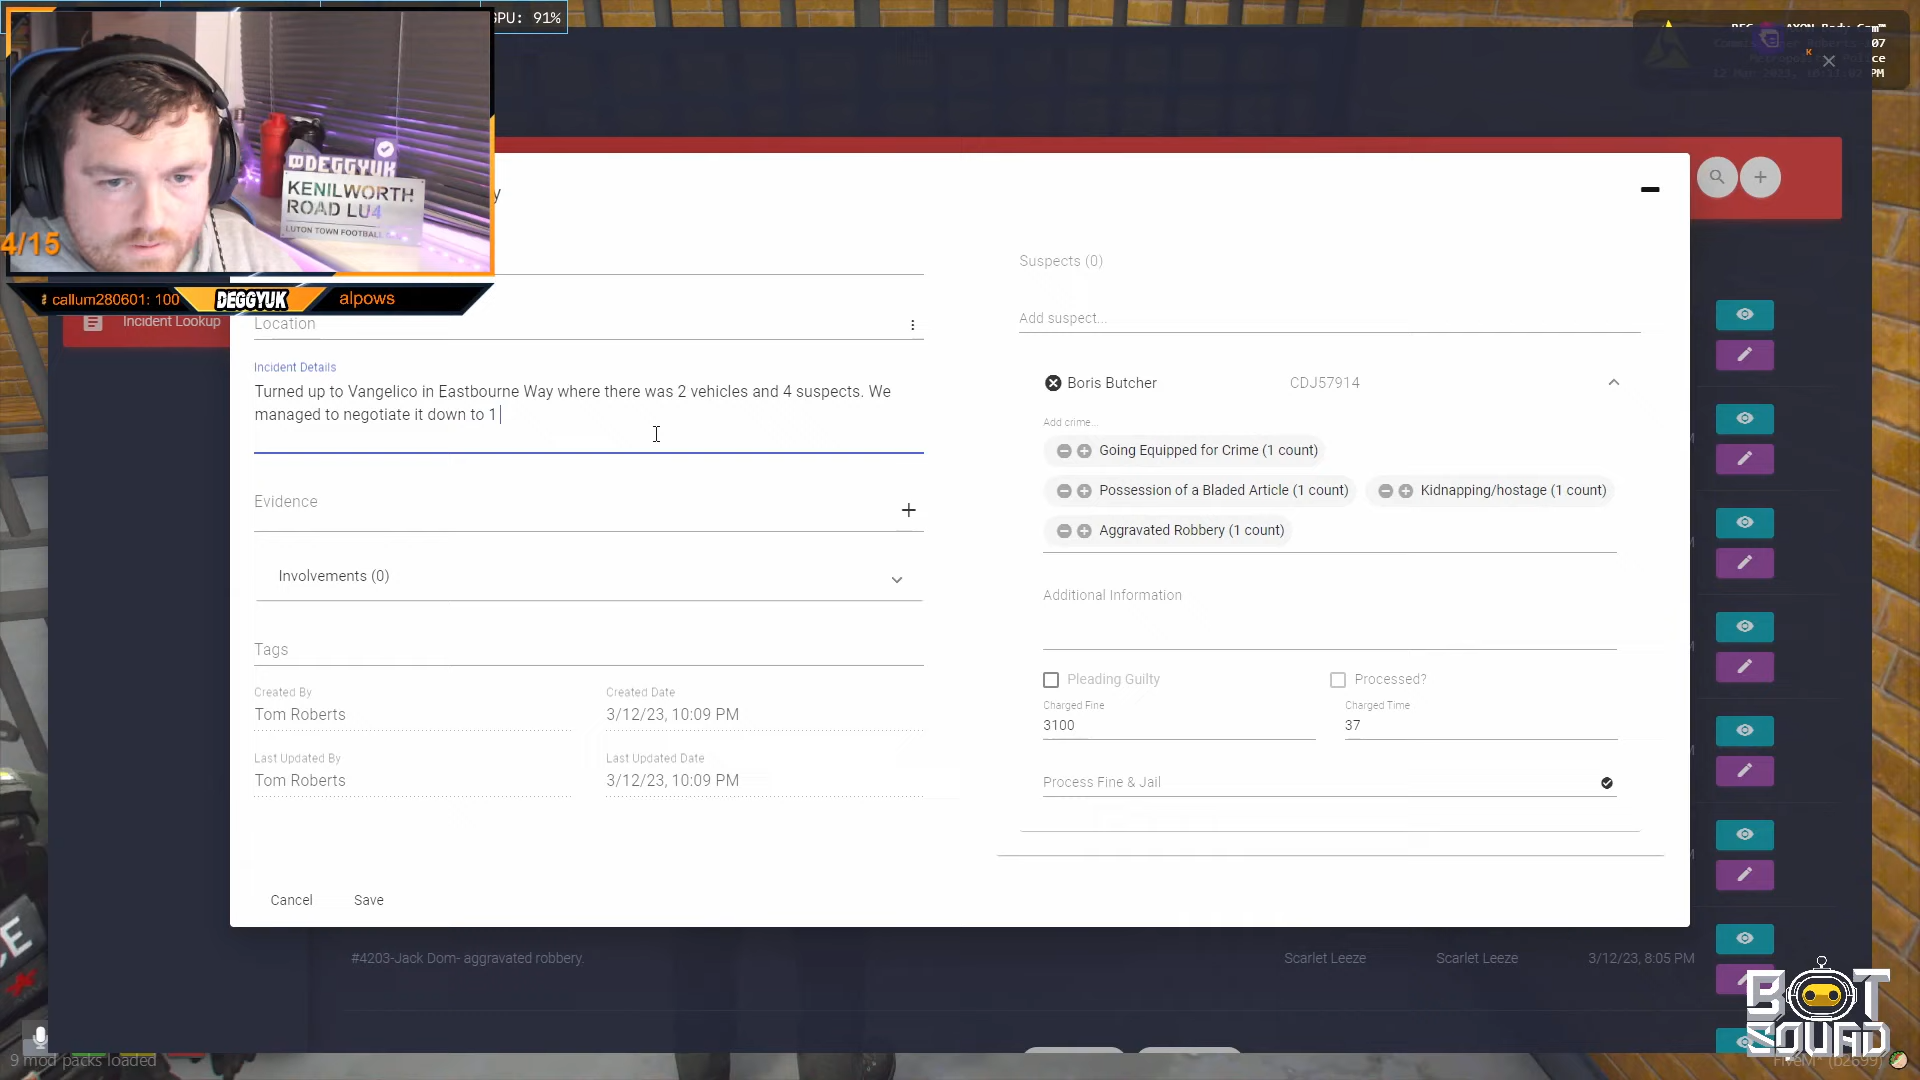 GPU: 91%
07
ce
PM
DEGGYUK
KENILWORTH
ROAD LU4
LUTON TOWN FOOTBALL
4/15
# callum280601: 100
DEGGYUK
alpows
y
Incident Lookup
Location
Incident Details
Turned up to Vangelico in Eastbourne Way where there was 2 vehicles and 4 suspects. We
managed to negotiate it down to 1
Evidence
Involvements (0)
Tags
Created By
Tom Roberts
Created Date
3/12/23, 10:09 PM
Last Updated By
Tom Roberts
Last Updated Date
3/12/23, 10:09 PM
Cancel
Save
Suspects (0)
Add suspect...
Boris Butcher
CDJ57914
Add crime...
Going Equipped for Crime (1 count)
Possession of a Bladed Article (1 count)
Kidnapping/hostage (1 count)
Aggravated Robbery (1 count)
Additional Information
Pleading Guilty
Processed?
Charged Fine
3100
Charged Time
37
Process Fine & Jail
#4203-Jack Dom- aggravated robbery.
Scarlet Leeze
Scarlet Leeze
3/12/23, 8:05 PM
9 mod packs loaded
BOT
SQUAD